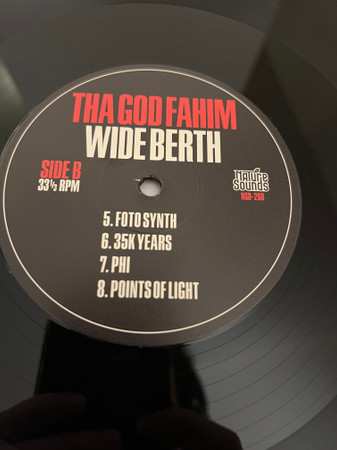 THA GOD FAHIM
WIDE BERTH
SIDE B
33⅓ RPM
Nature
Sounds
NSD-260
5. FOTO SYNTH
6. 35K YEARS
7. PHI
8. POINTS OF LIGHT